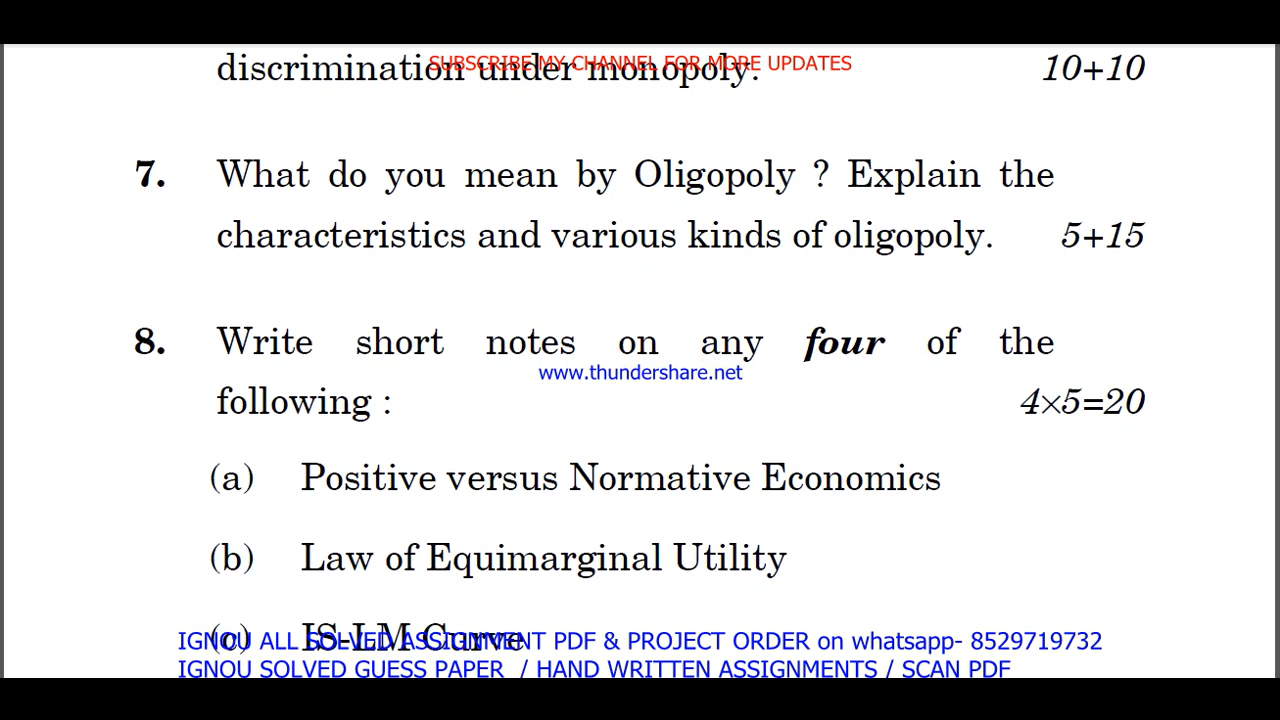 SUBSCRIBE MY CHANNEL FOR MORE UPDATES
discrimination under monopoly. 10+10
7. What do you mean by Oligopoly ? Explain the
characteristics and various kinds of oligopoly. 5+15
8. Write short notes on any four of the
www.thundershare.net
following : 4×5=20
(a) Positive versus Normative Economics
(b) Law of Equimarginal Utility
(c) IS-LM Curve
IGNOU ALL SOLVED ASSIGNMENT PDF & PROJECT ORDER on whatsapp- 8529719732
IGNOU SOLVED GUESS PAPER / HAND WRITTEN ASSIGNMENTS / SCAN PDF